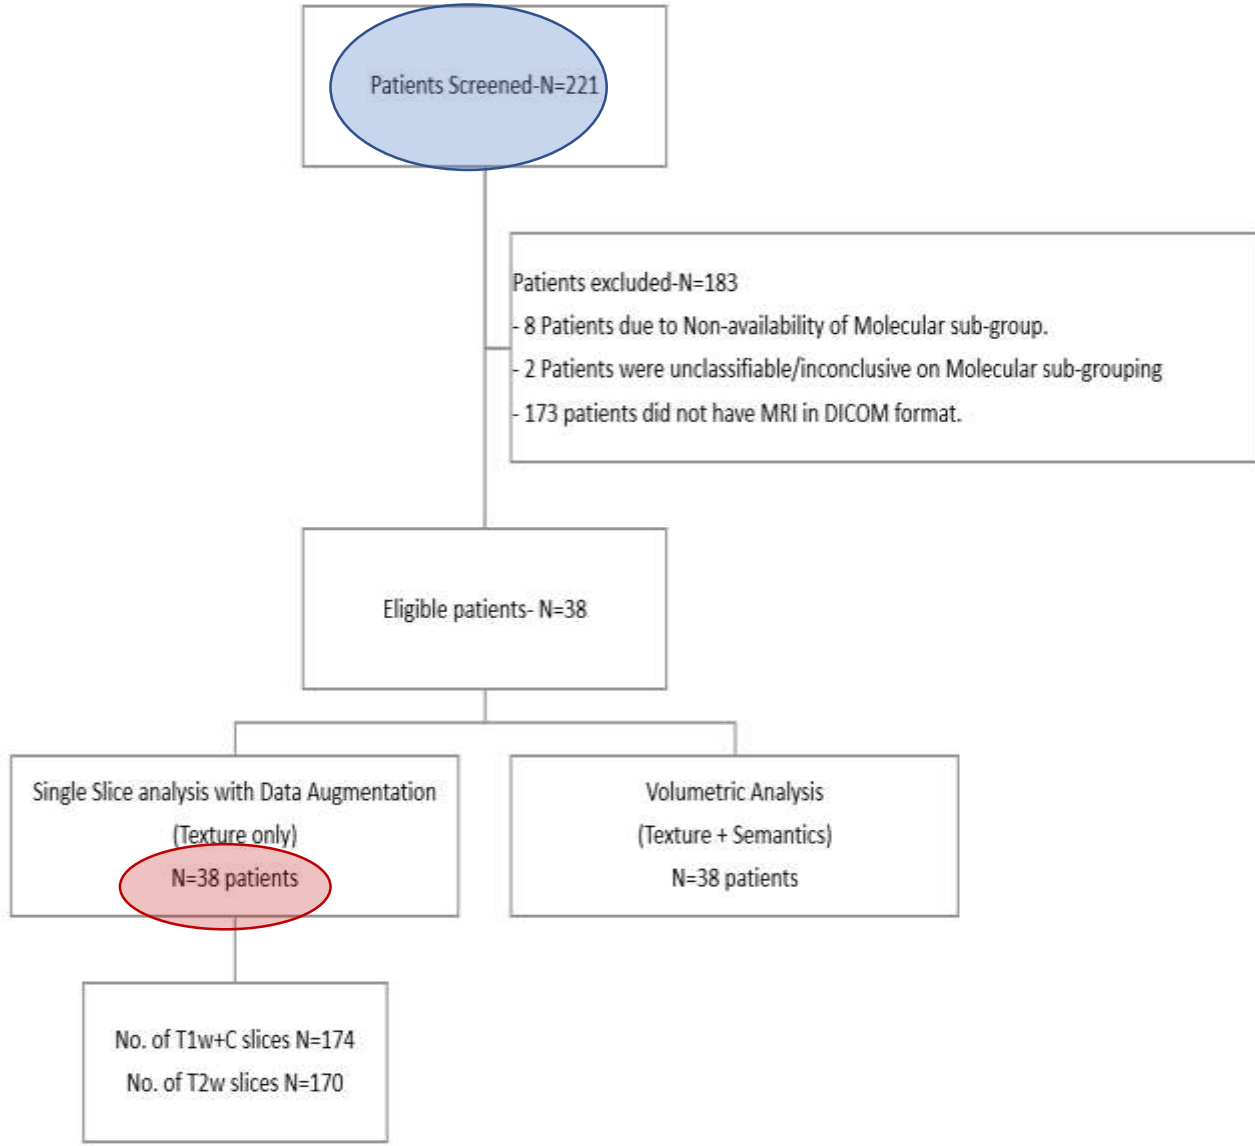 Patients Screened-N=221
Patients excluded-N=183
- 8 Patients due to Non-availability of Molecular sub-group.
- 2 Patients were unclassifiable/inconclusive on Molecular sub-grouping
- 173 patients did not have MRI in DICOM format.
Eligible patients- N=38
Single Slice analysis with Data Augmentation
(Texture only)
N=38 patients
Volumetric Analysis
(Texture + Semantics)
N=38 patients
No. of T1w+C slices N=174
No. of T2w slices N=170